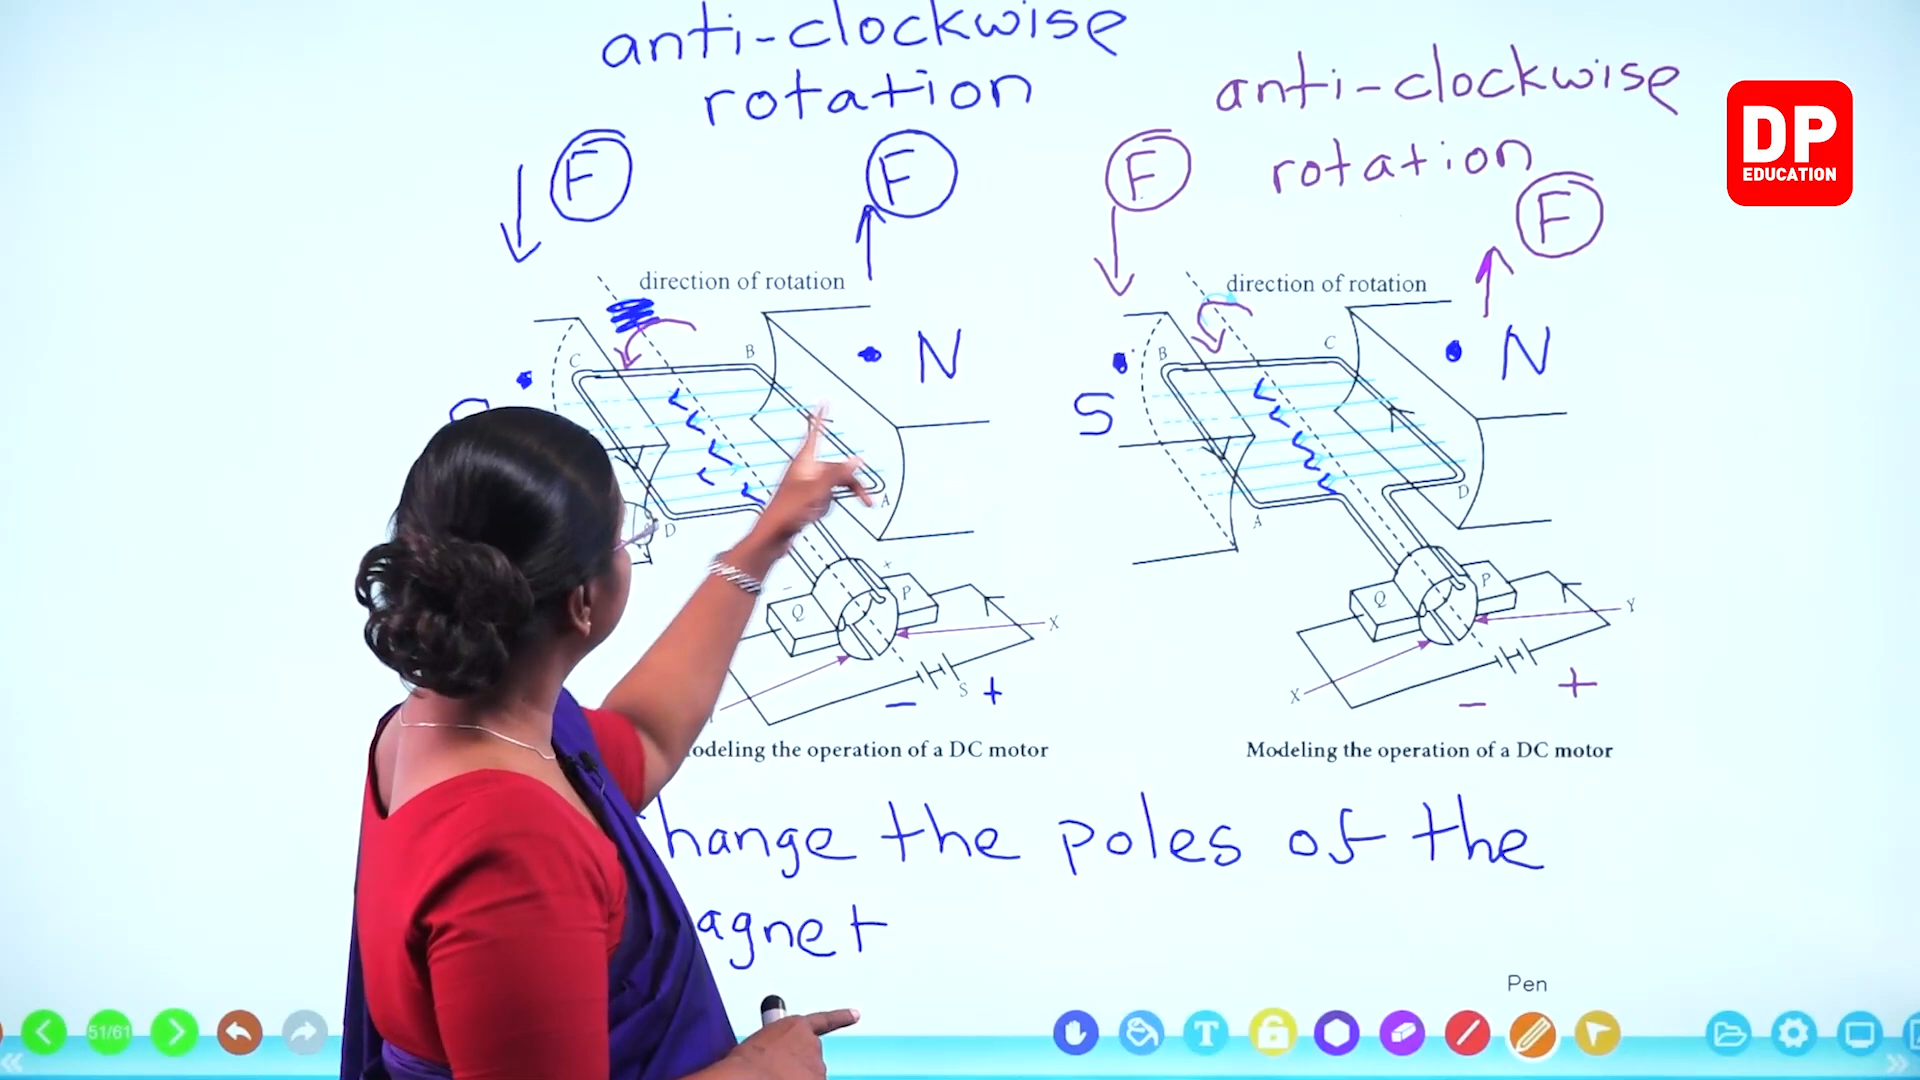 anti-clockwise
rotation
anti-clockwise
rotation
DP
EDUCATION
F
F
F
F
direction of rotation
direction of rotation
N
N
S
C
B
B
C
A
D
A
D
Q
P
+
-
X
S
- +
Q
P
Y
X
- +
odeling the operation of a DC motor
Modeling the operation of a DC motor
hange the poles of the
agnet
Pen
51/61
T